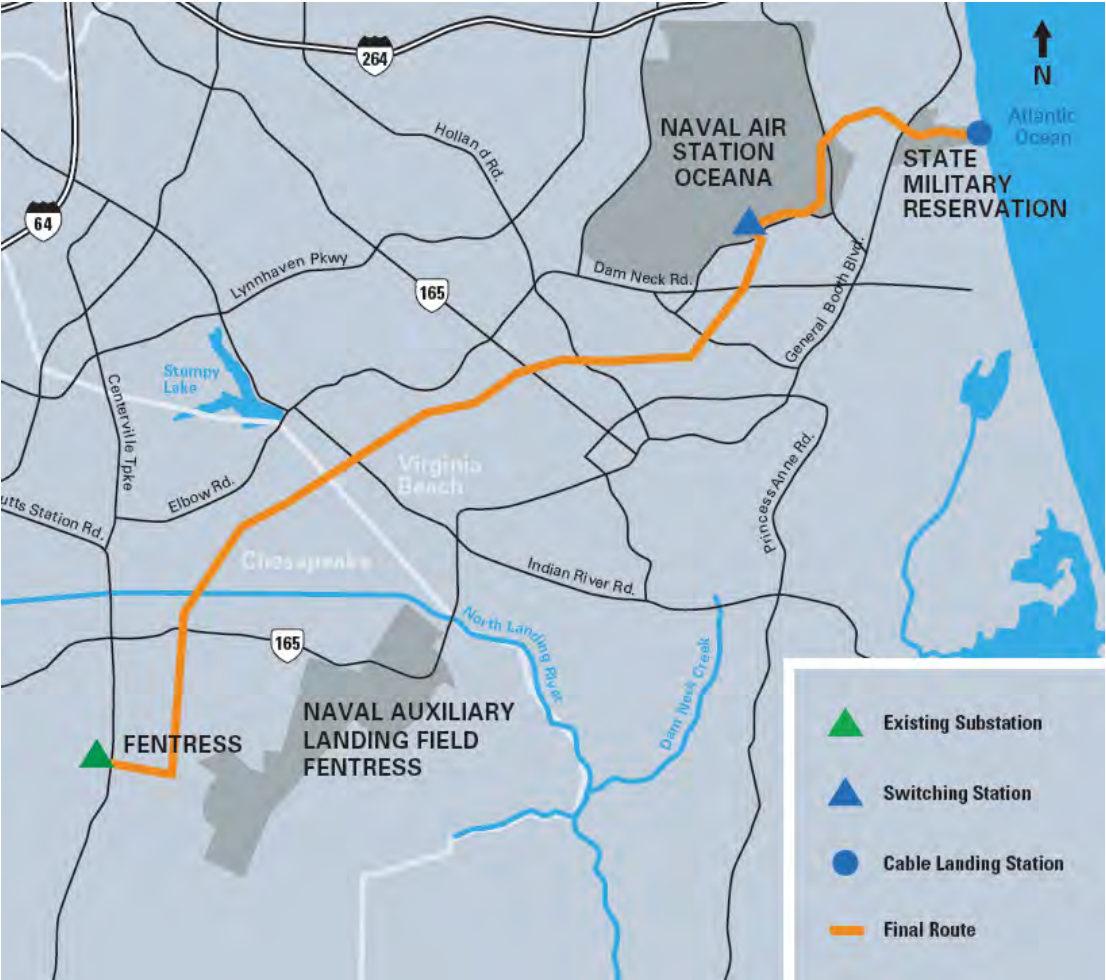 264
N
Atlantic
Ocean
Holland Rd.
NAVAL AIR
STATION
OCEANA
STATE
MILITARY
RESERVATION
64
Lynnhaven Pkwy
165
Dam Neck Rd.
General Booth Blvd.
Stumpy
Lake
Centerville Tpke
Virginia
Beach
Elbow Rd.
Princess Anne Rd.
utts Station Rd.
Chesapeake
Indian River Rd.
North Landing River
165
Dam Neck Creek
NAVAL AUXILIARY
LANDING FIELD
FENTRESS
FENTRESS
Existing Substation
Switching Station
Cable Landing Station
Final Route